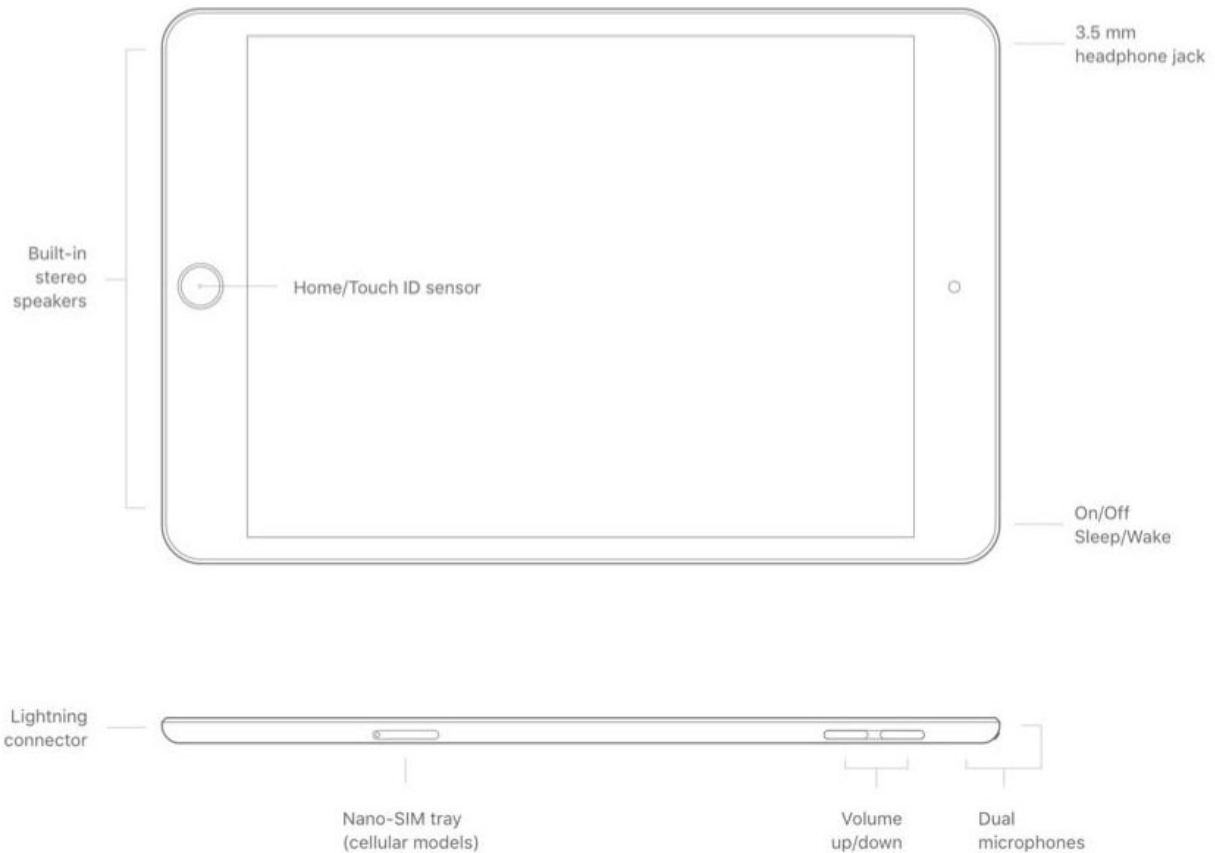 3.5 mm
headphone jack
Built-in
stereo
speakers
Home/Touch ID sensor
On/Off
Sleep/Wake
Lightning
connector
Nano-SIM tray
(cellular models)
Volume
up/down
Dual
microphones